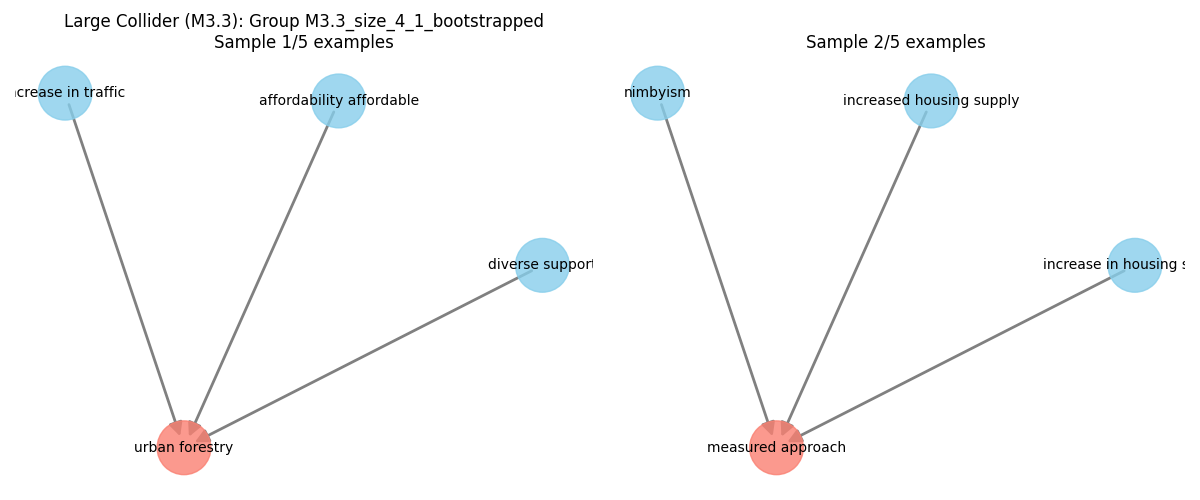 Large Collider (M3.3): Group M3.3_size_4_1_bootstrapped
Sample 1/5 examples
Sample 2/5 examples
crease in traffic
affordability affordable
diverse support
urban forestry
nimbyism
increased housing supply
increase in housing s
measured approach